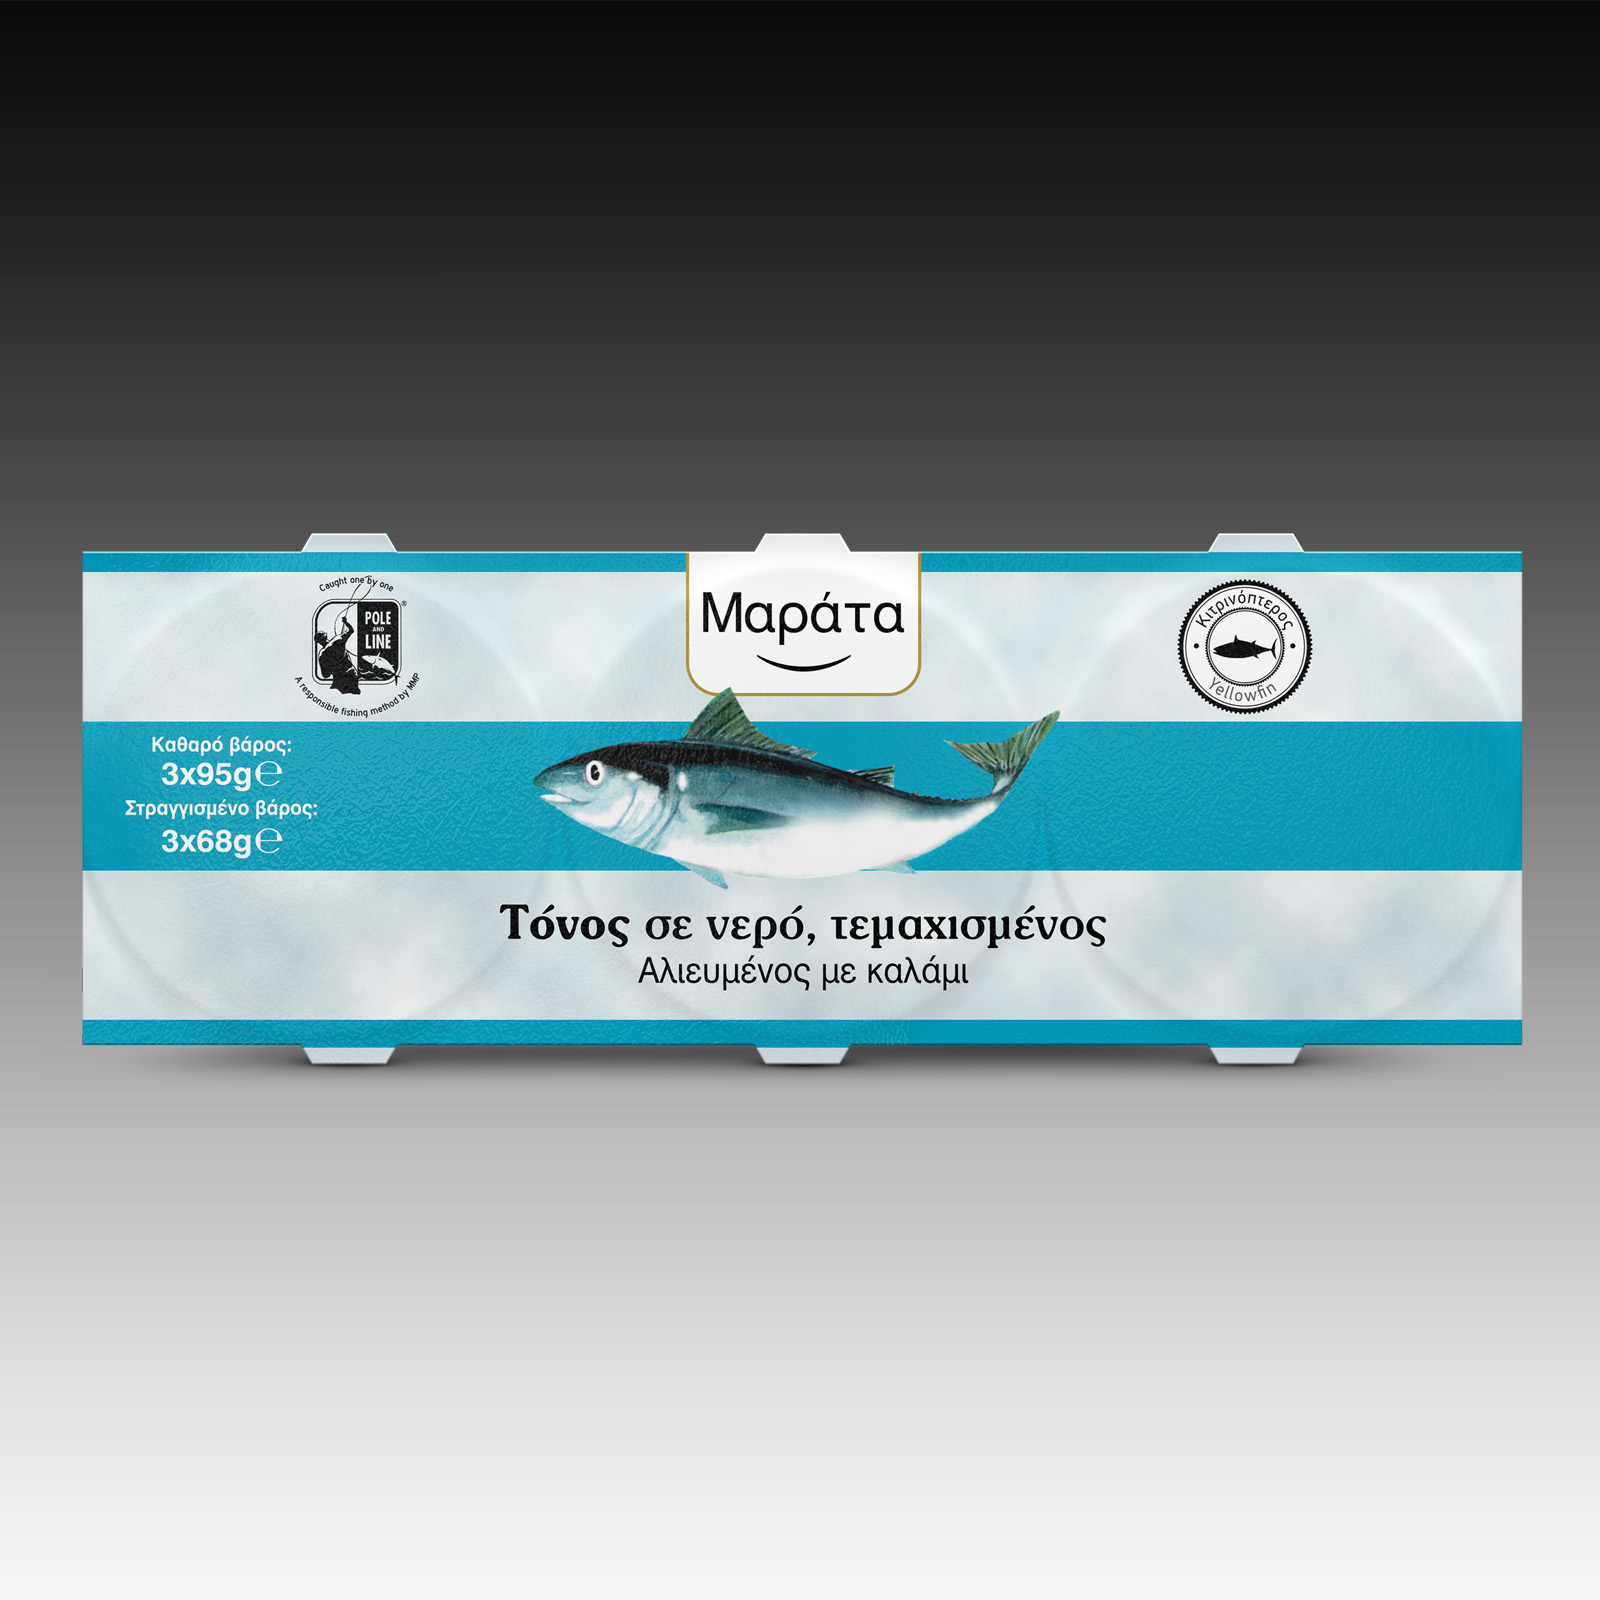 Caught one by one
POLE
AND
LINE
®
A responsible fishing method by MMP
Μαράτα
Κιτρινόπτερος
Yellowfin
Καθαρό βάρος:
3x95g℮
Στραγγισμένο βάρος:
3x68g℮
Τόνος σε νερό, τεμαχισμένος
Αλιευμένος με καλάμι